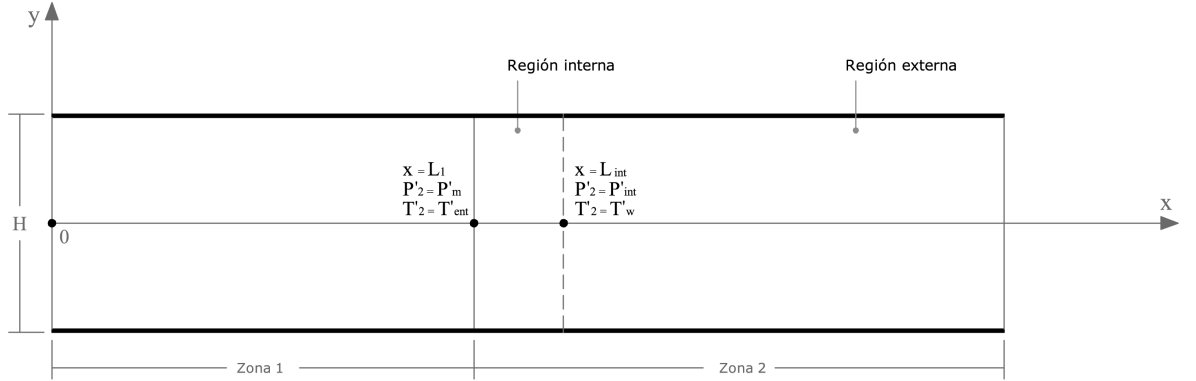 y
Región interna
Región externa
x = L1
P'2 = P'm
T'2 = T'ent
x = Lint
P'2 = P'int
T'2 = T'w
x
H
0
Zona 1
Zona 2